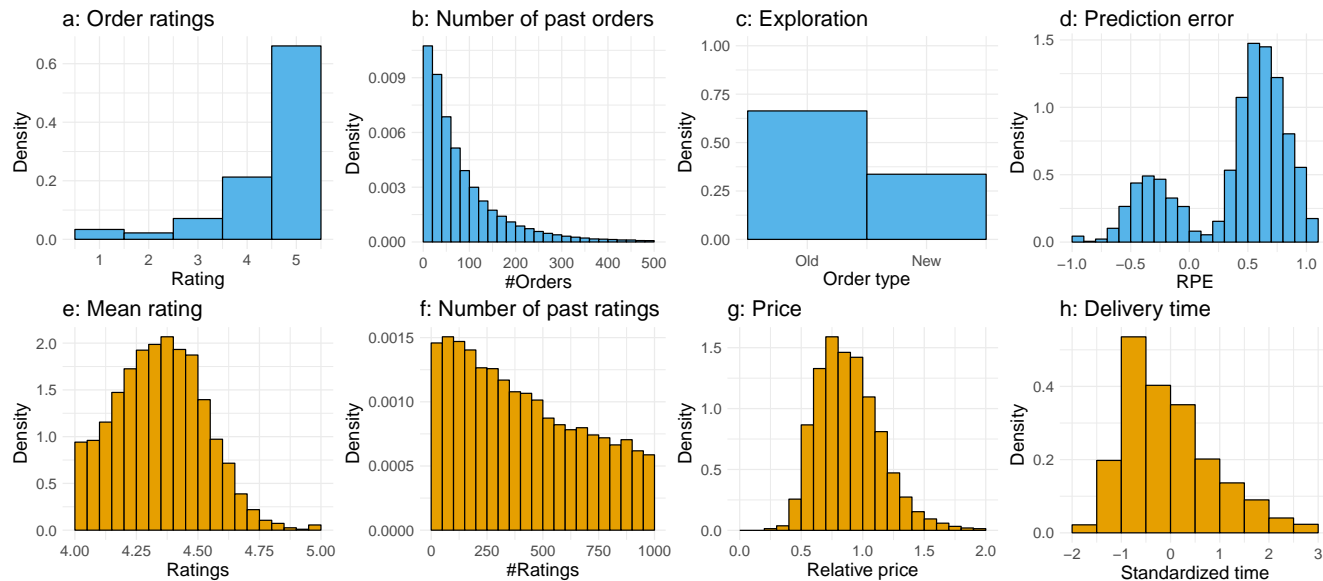 a: Order ratings
Density
0.6
0.4
0.2
0.0
1 2 3 4 5
Rating
b: Number of past orders
Density
0.009
0.006
0.003
0.000
0 100 200 300 400 500
#Orders
c: Exploration
Density
1.00
0.75
0.50
0.25
0.00
Old New
Order type
d: Prediction error
Density
1.5
1.0
0.5
0.0
−1.0 −0.5 0.0 0.5 1.0
RPE
e: Mean rating
Density
2.0
1.5
1.0
0.5
0.0
4.00 4.25 4.50 4.75 5.00
Ratings
f: Number of past ratings
Density
0.0015
0.0010
0.0005
0.0000
0 250 500 750 1000
#Ratings
g: Price
Density
1.5
1.0
0.5
0.0
0.0 0.5 1.0 1.5 2.0
Relative price
h: Delivery time
Density
0.4
0.2
0.0
−2 −1 0 1 2 3
Standardized time